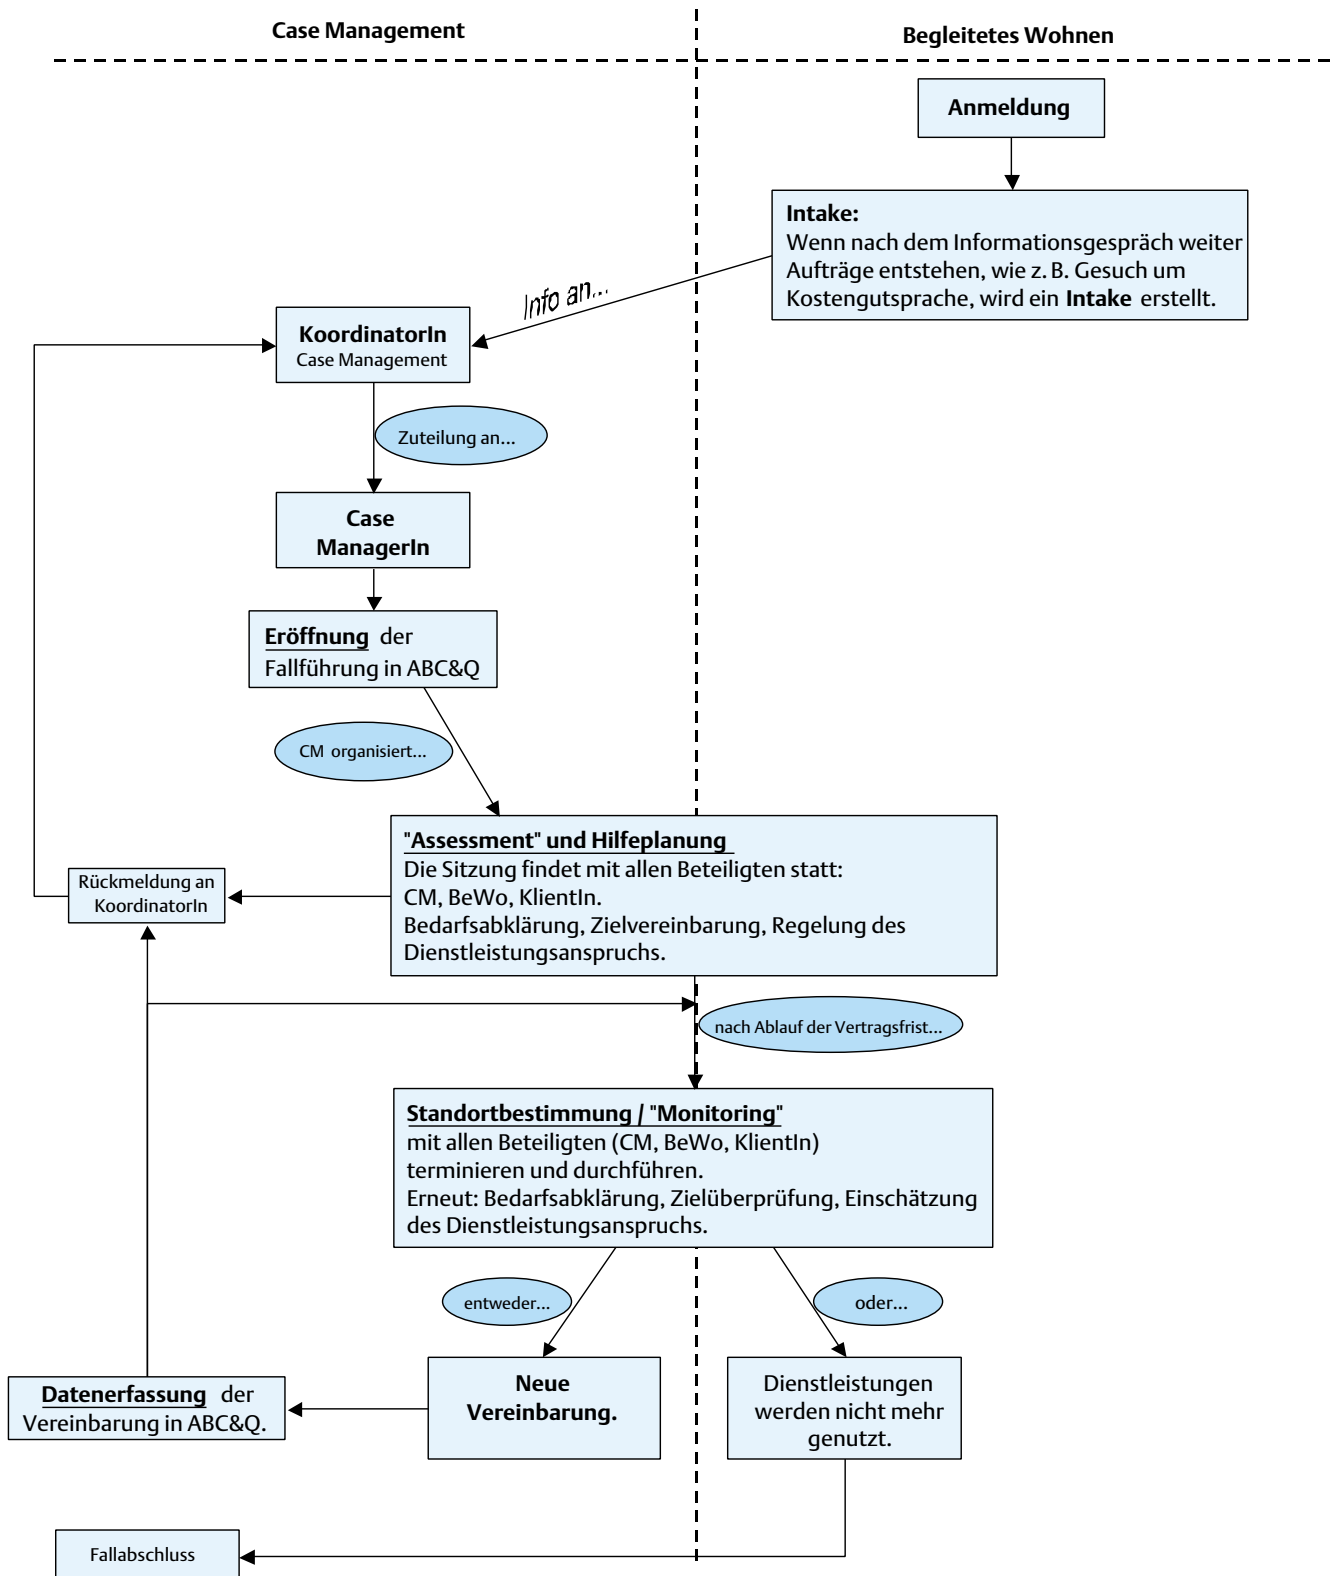 Case Management
Begleitetes Wohnen
Anmeldung
Intake:
Wenn nach dem Informationsgespräch weiter
Aufträge entstehen, wie z. B. Gesuch um
Kostengutsprache, wird ein Intake erstellt.
Info an...
KoordinatorIn
Case Management
Zuteilung an...
Case
ManagerIn
Eröffnung der
Fallführung in ABC&Q
CM organisiert...
"Assessment" und Hilfeplanung
Die Sitzung findet mit allen Beteiligten statt:
CM, BeWo, KlientIn.
Bedarfsabklärung, Zielvereinbarung, Regelung des
Dienstleistungsanspruchs.
Rückmeldung an
KoordinatorIn
nach Ablauf der Vertragsfrist...
Standortbestimmung / "Monitoring"
mit allen Beteiligten (CM, BeWo, KlientIn)
terminieren und durchführen.
Erneut: Bedarfsabklärung, Zielüberprüfung, Einschätzung
des Dienstleistungsanspruchs.
entweder...
oder...
Neue
Vereinbarung.
Dienstleistungen
werden nicht mehr
genutzt.
Datenerfassung der
Vereinbarung in ABC&Q.
Fallabschluss